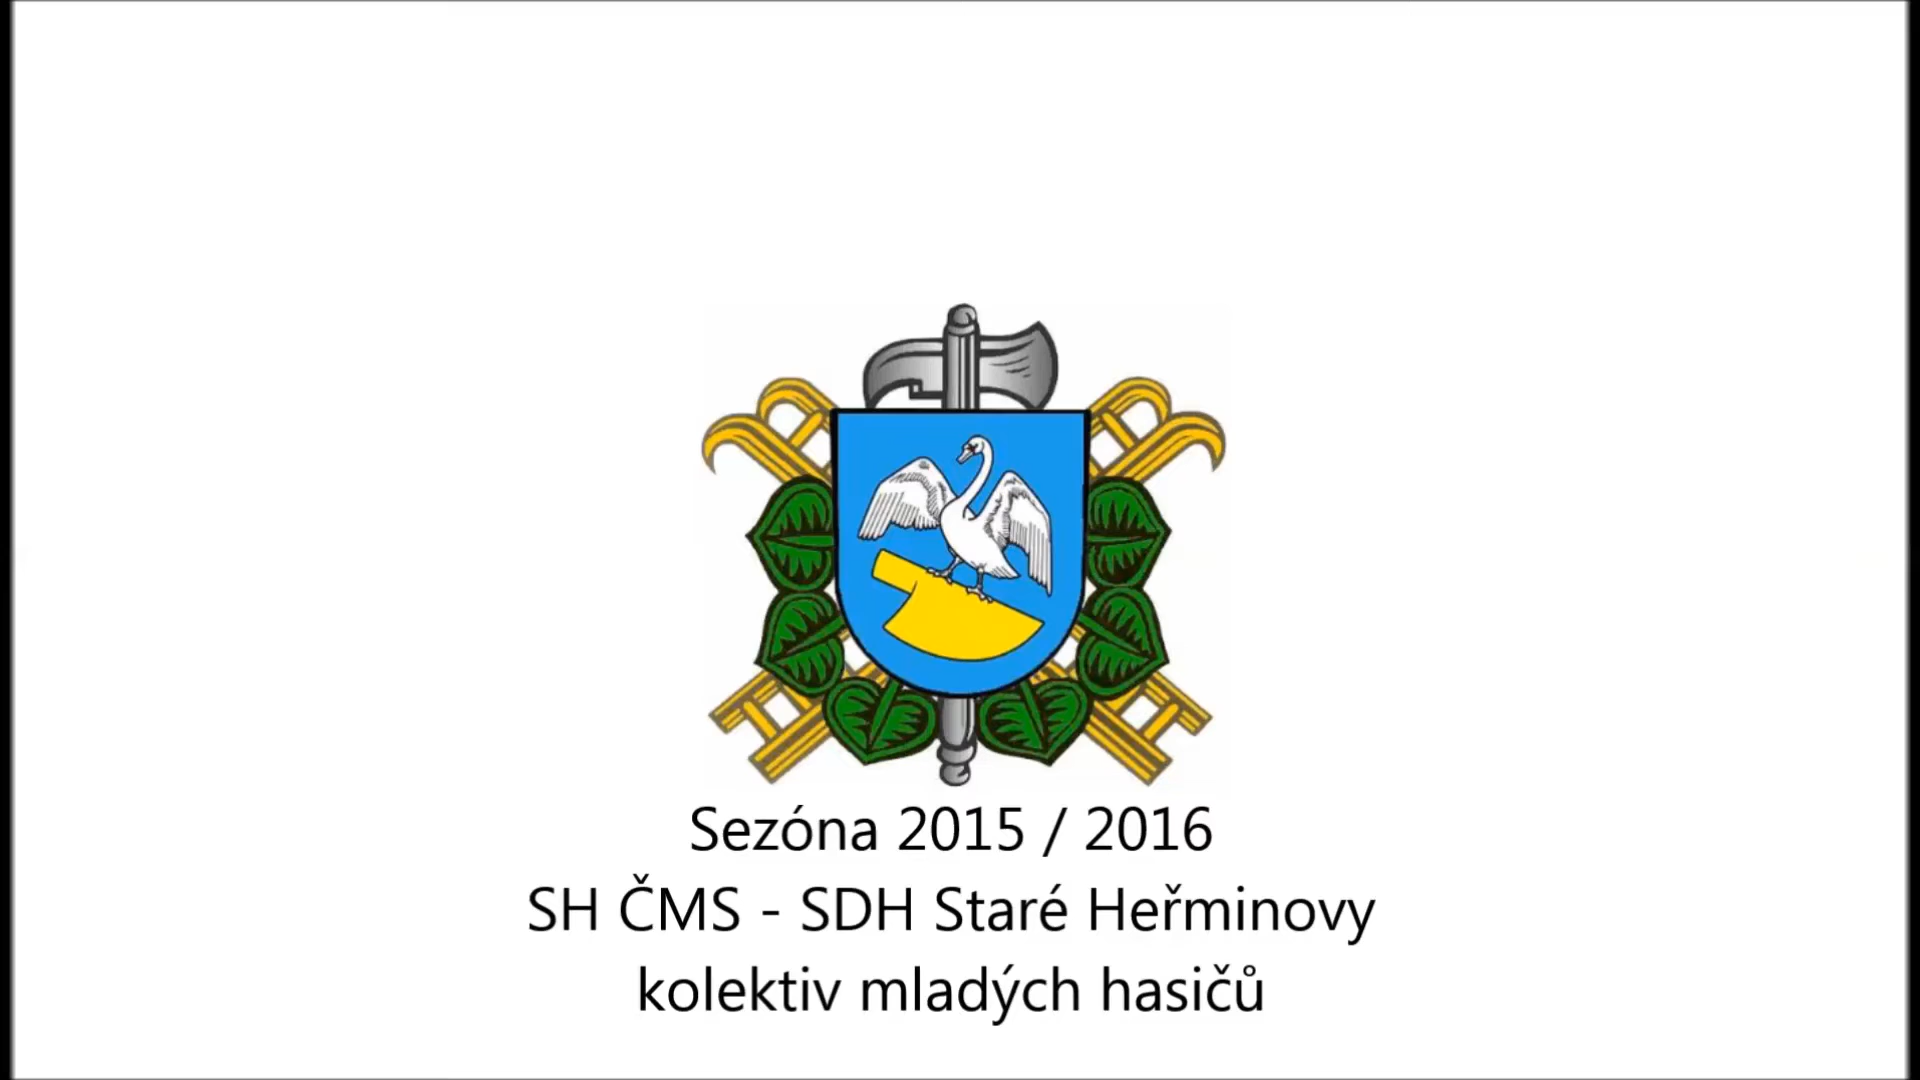 Sezóna 2015 / 2016
SH ČMS - SDH Staré Heřminovy
kolektiv mladých hasičů